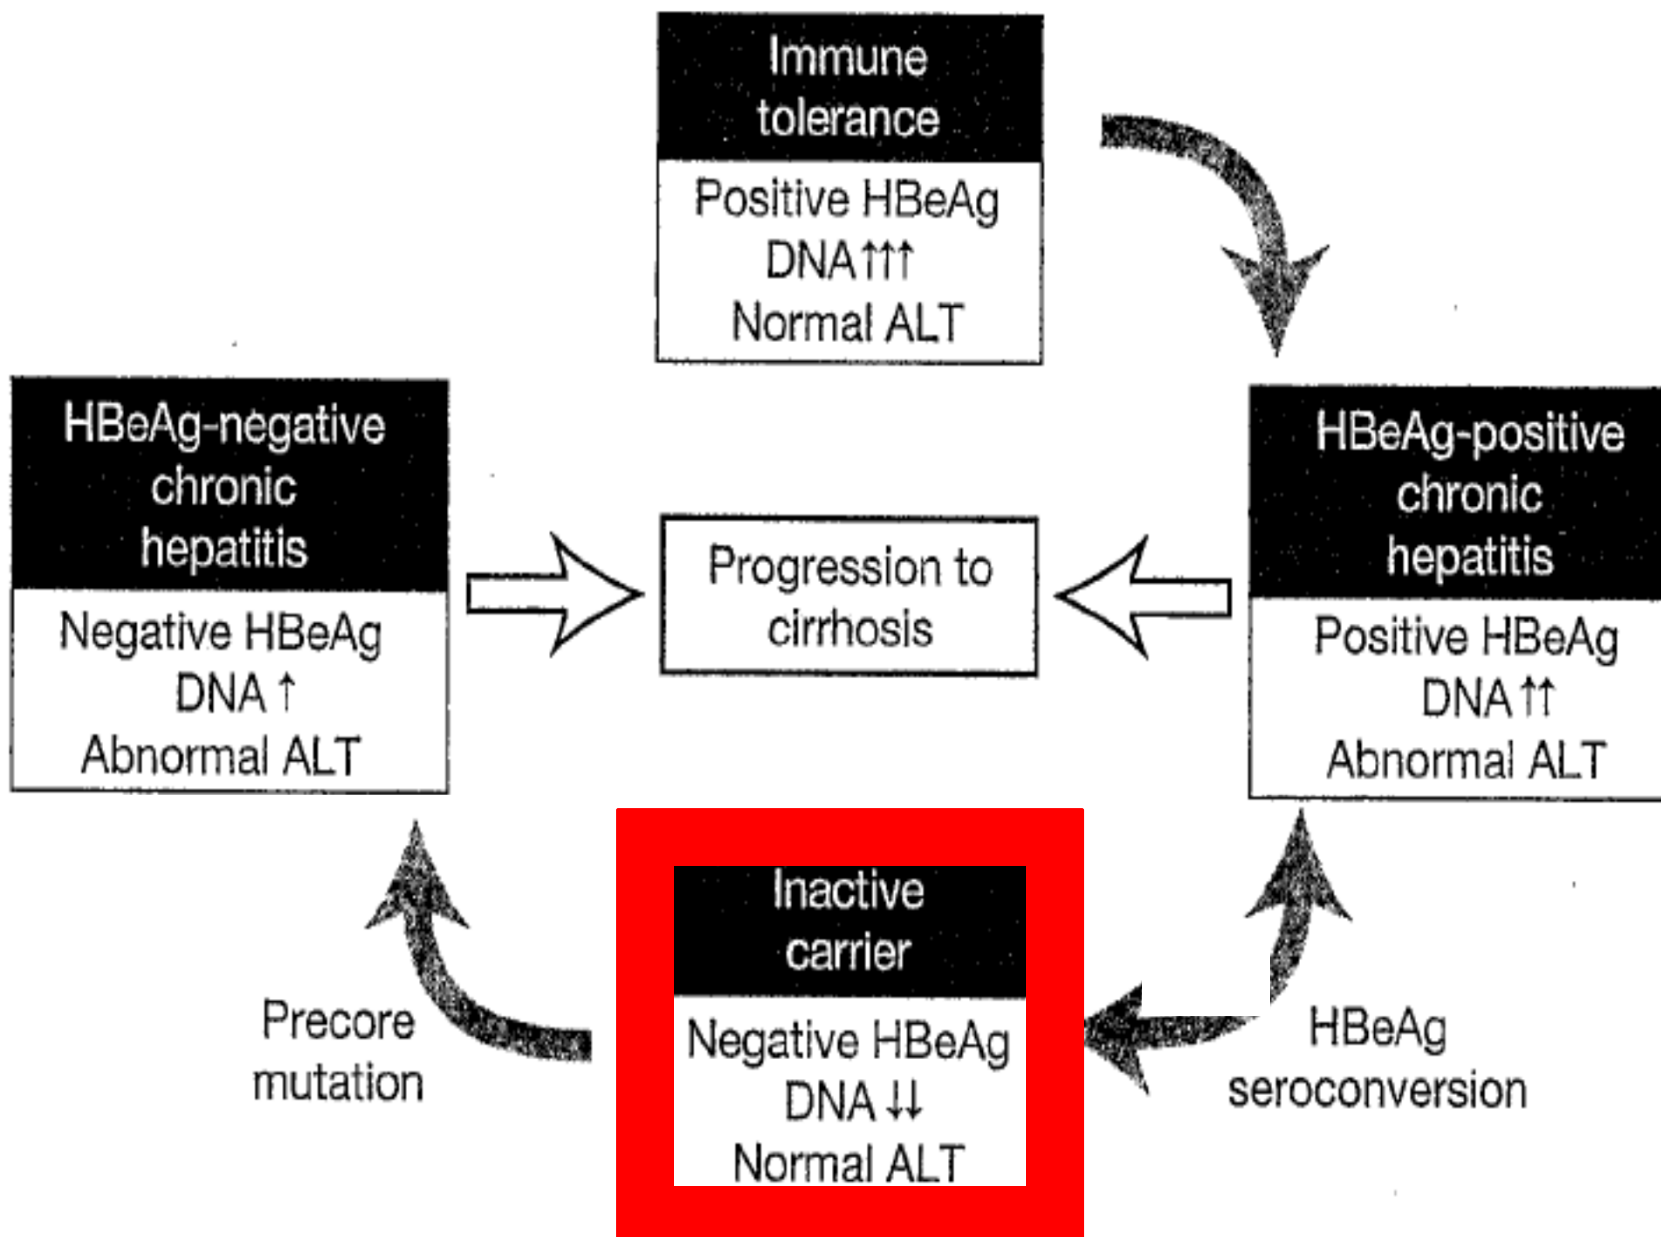 Immune
tolerance
Positive HBeAg
DNA↑↑↑
Normal ALT
HBeAg-negative
chronic
hepatitis
Negative HBeAg
DNA ↑
Abnormal ALT
Progression to
cirrhosis
HBeAg-positive
chronic
hepatitis
Positive HBeAg
DNA ↑↑
Abnormal ALT
Precore
mutation
Inactive
carrier
Negative HBeAg
DNA ↓↓
Normal ALT
HBeAg
seroconversion